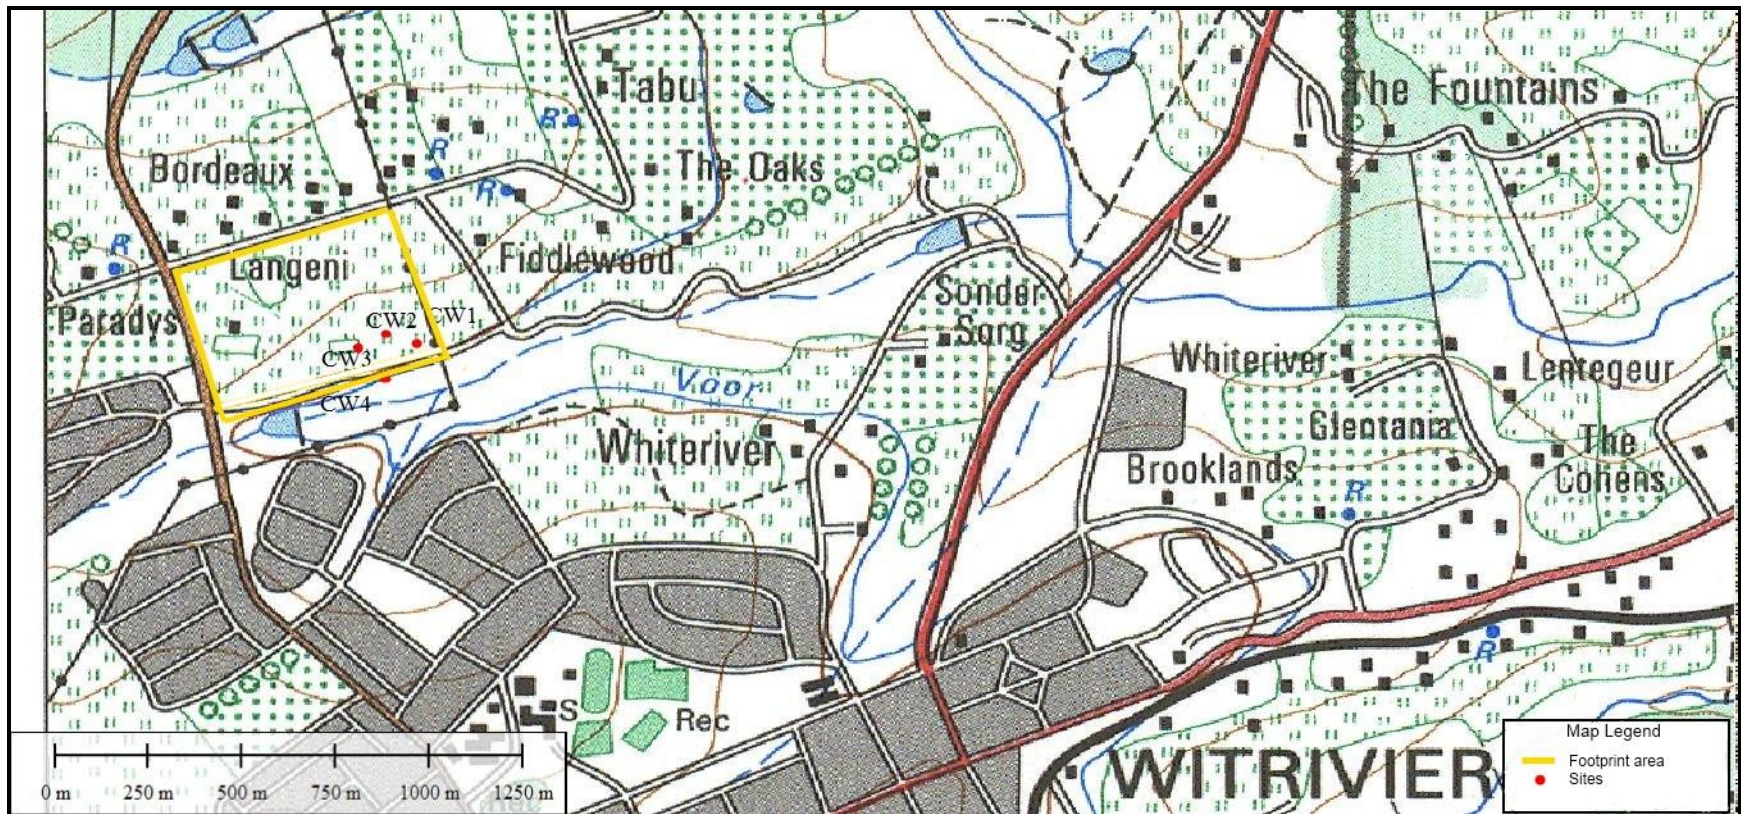 Tabu
The Fountains
R
Bordeaux
R
The Oaks
R
R
Langeni
Fiddlewood
Sonder
Sorg
Paradys
CW2
CW1
CW3
CW4
Voor
Whiteriver
Whiteriver
Lentegeur
Glentania
The
Cohens
Brooklands
R
S
Rec
R
WITRIVIER
Map Legend
Footprint area
Sites
0 m
250 m
500 m
750 m
1000 m
1250 m